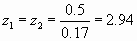 z₁ = z₂ = 0.5/0.17 = 2.94